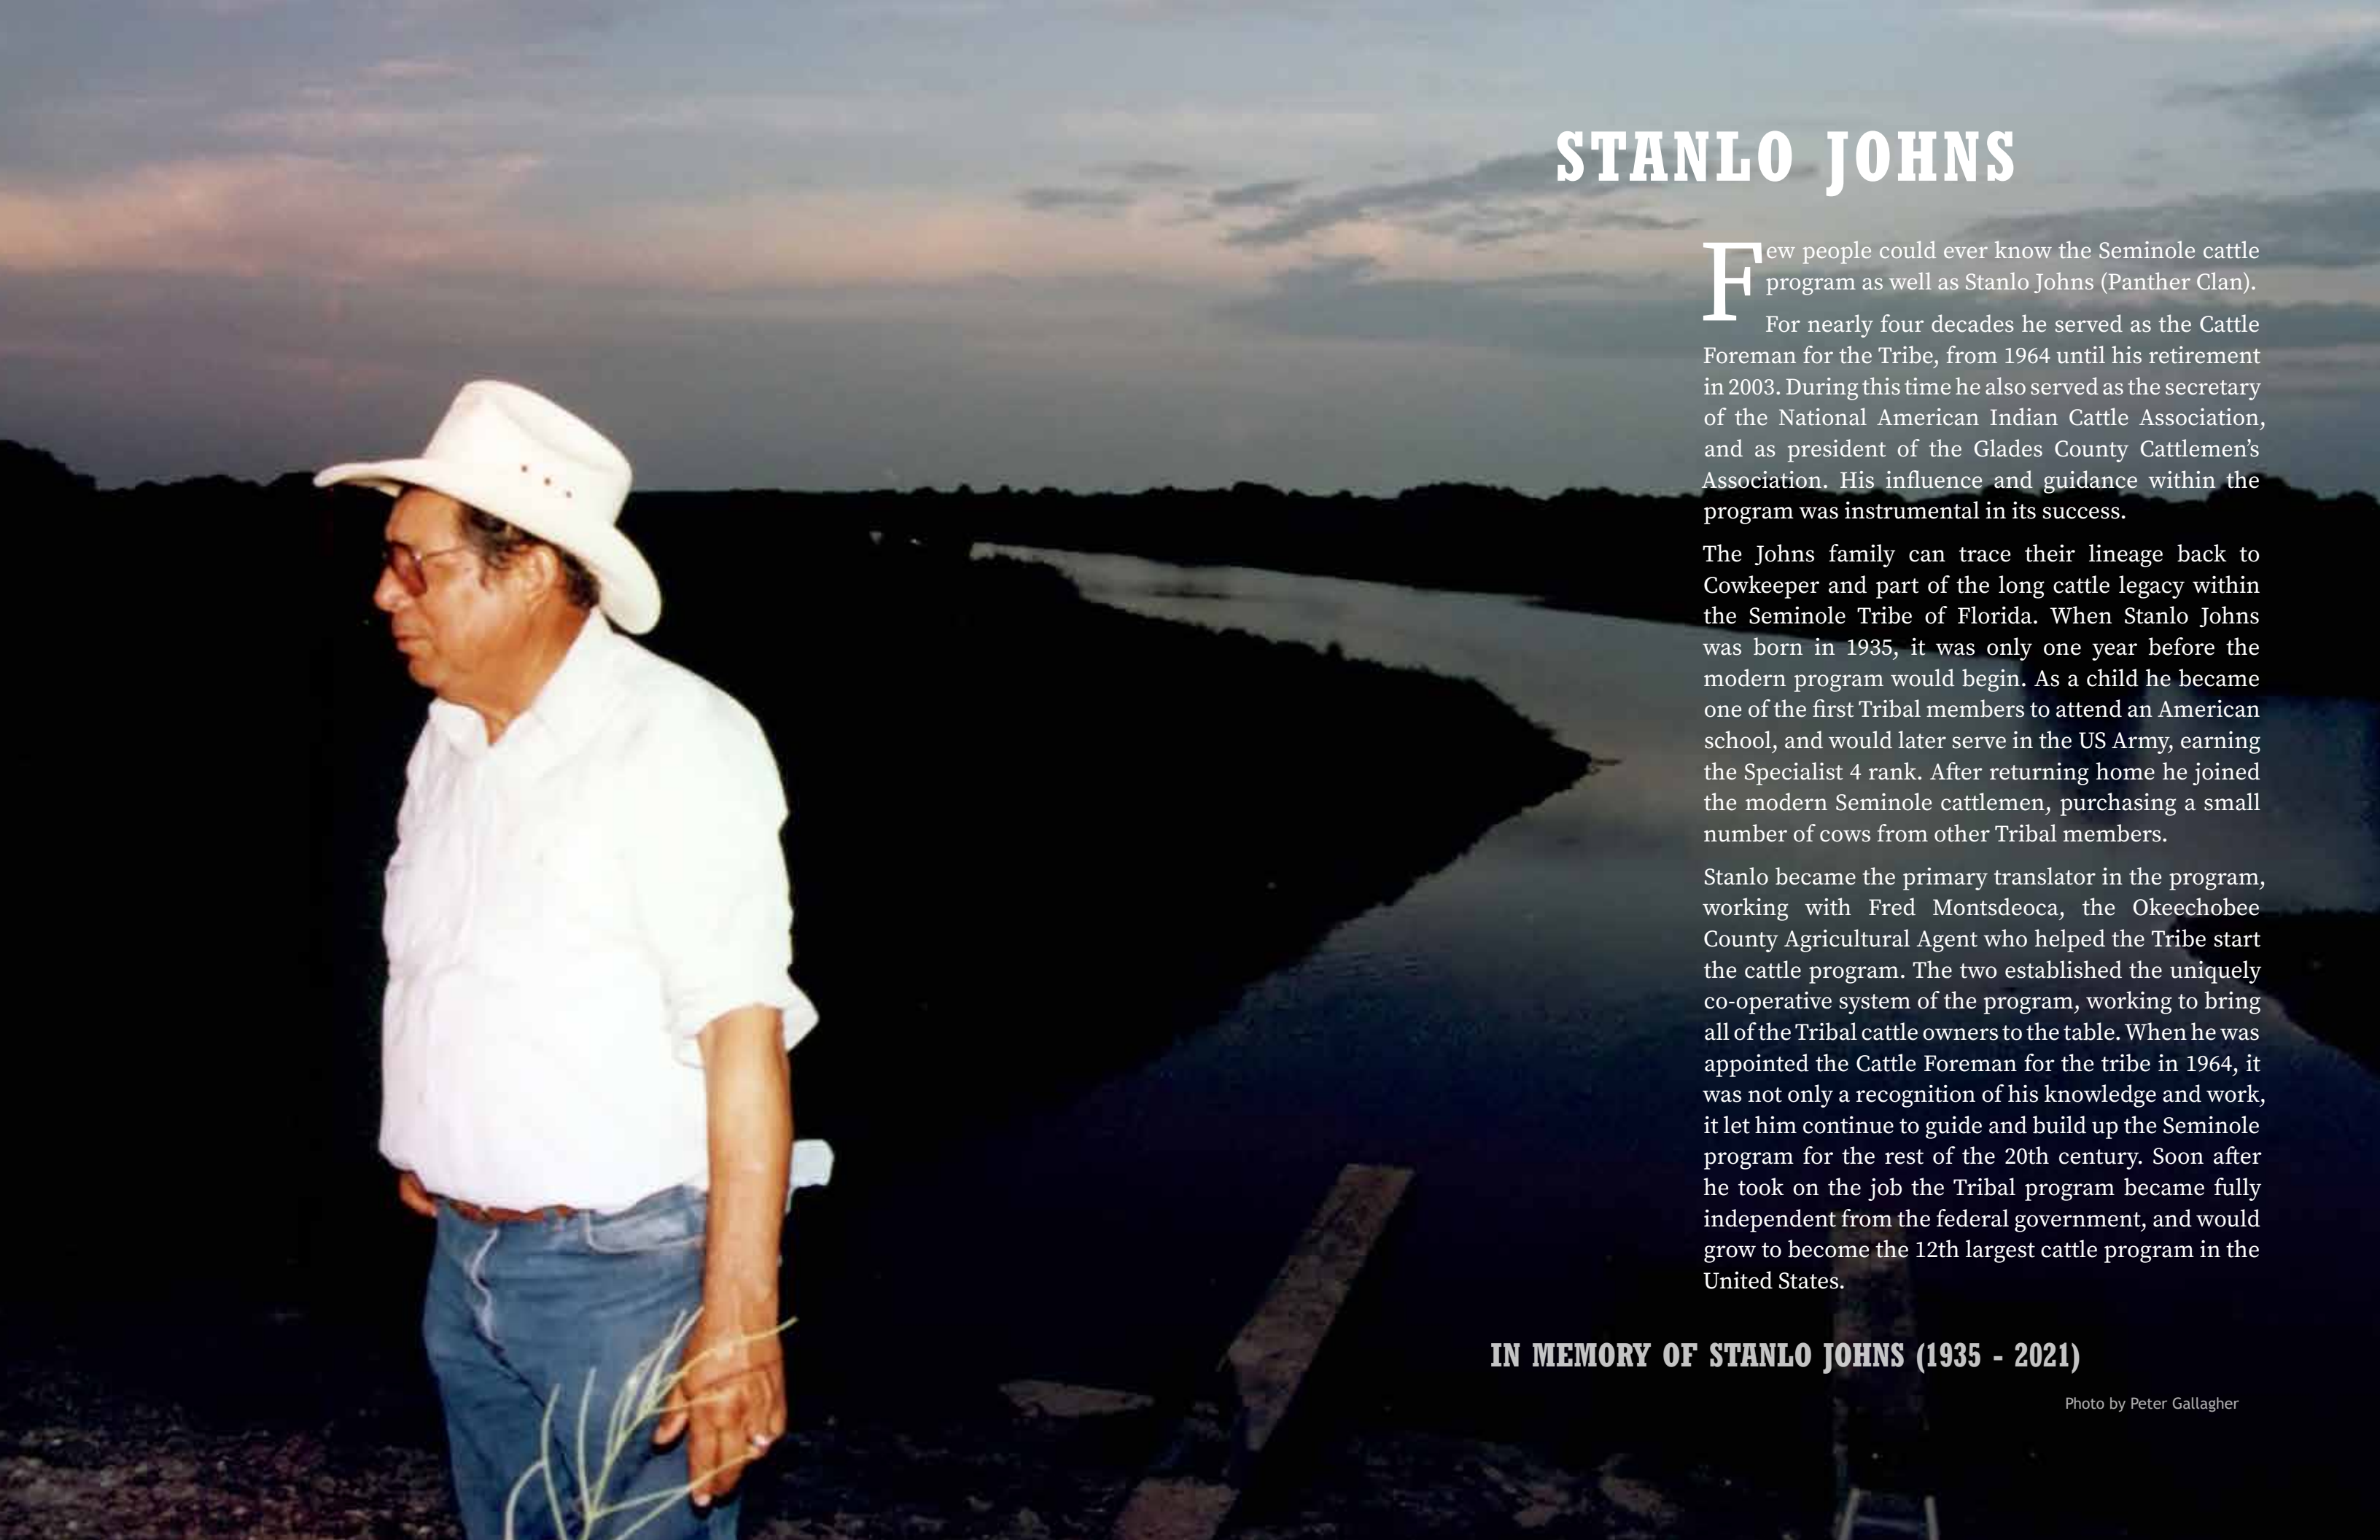 STANLO JOHNS
Few people could ever know the Seminole cattle
program as well as Stanlo Johns (Panther Clan).
For nearly four decades he served as the Cattle
Foreman for the Tribe, from 1964 until his retirement
in 2003. During this time he also served as the secretary
of the National American Indian Cattle Association,
and as president of the Glades County Cattlemen’s
Association. His influence and guidance within the
program was instrumental in its success.
The Johns family can trace their lineage back to
Cowkeeper and part of the long cattle legacy within
the Seminole Tribe of Florida. When Stanlo Johns
was born in 1935, it was only one year before the
modern program would begin. As a child he became
one of the first Tribal members to attend an American
school, and would later serve in the US Army, earning
the Specialist 4 rank. After returning home he joined
the modern Seminole cattlemen, purchasing a small
number of cows from other Tribal members.
Stanlo became the primary translator in the program,
working with Fred Montsdeoca, the Okeechobee
County Agricultural Agent who helped the Tribe start
the cattle program. The two established the uniquely
co-operative system of the program, working to bring
all of the Tribal cattle owners to the table. When he was
appointed the Cattle Foreman for the tribe in 1964, it
was not only a recognition of his knowledge and work,
it let him continue to guide and build up the Seminole
program for the rest of the 20th century. Soon after
he took on the job the Tribal program became fully
independent from the federal government, and would
grow to become the 12th largest cattle program in the
United States.
IN MEMORY OF STANLO JOHNS (1935 - 2021)
Photo by Peter Gallagher